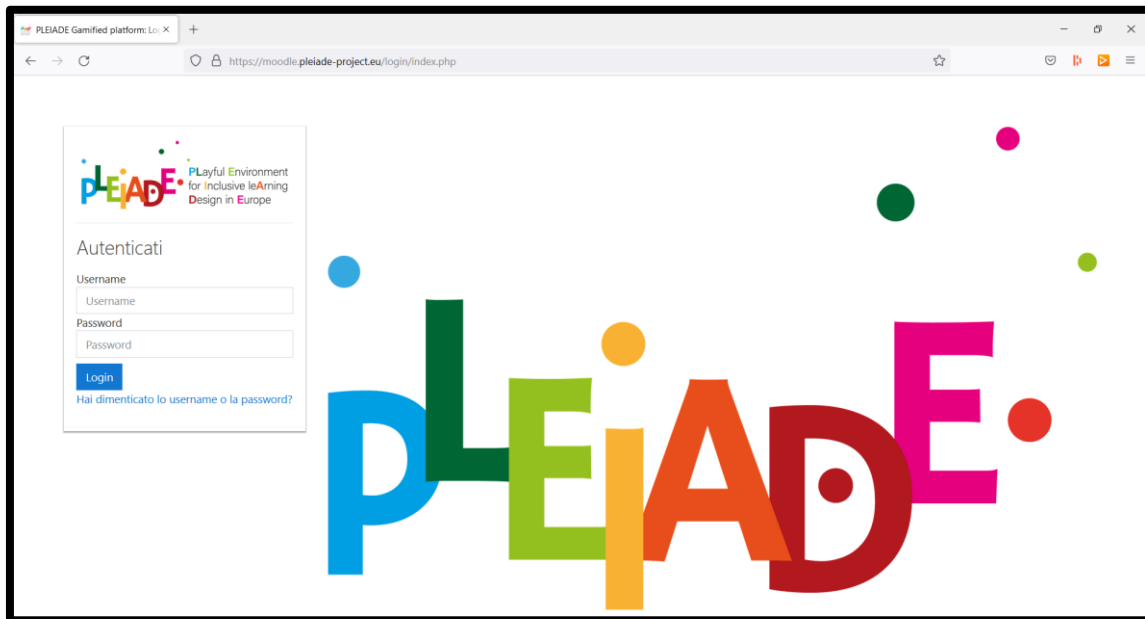 PLEIADE Gamified platform: Lo
https://moodle.pleiade-project.eu/login/index.php
PLEiADE
PLayful Environment
for Inclusive leArning
Design in Europe
Autenticati
Username
Username
Password
Password
Login
Hai dimenticato lo username o la password?
PLEiADE